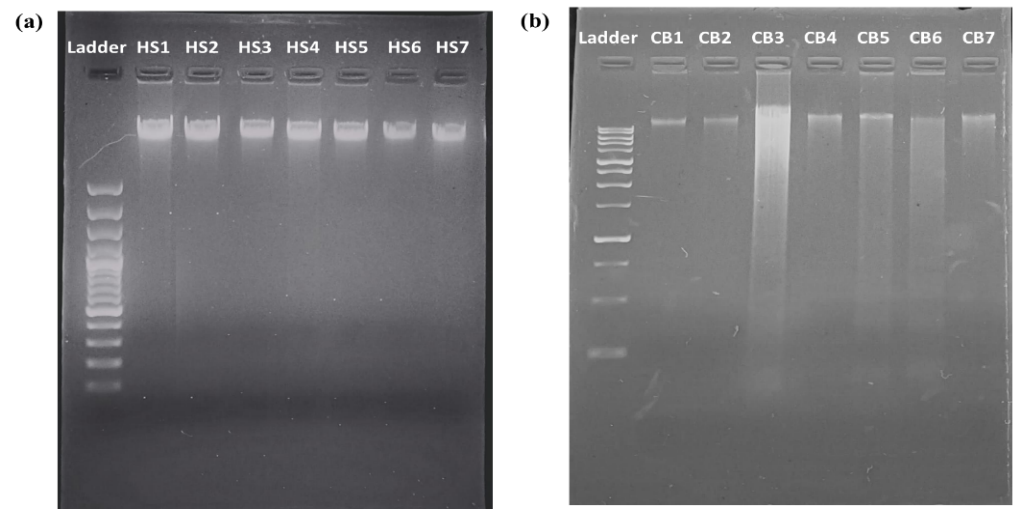 (a)
Ladder HS1 HS2 HS3 HS4 HS5 HS6 HS7
(b)
Ladder CB1 CB2 CB3 CB4 CB5 CB6 CB7